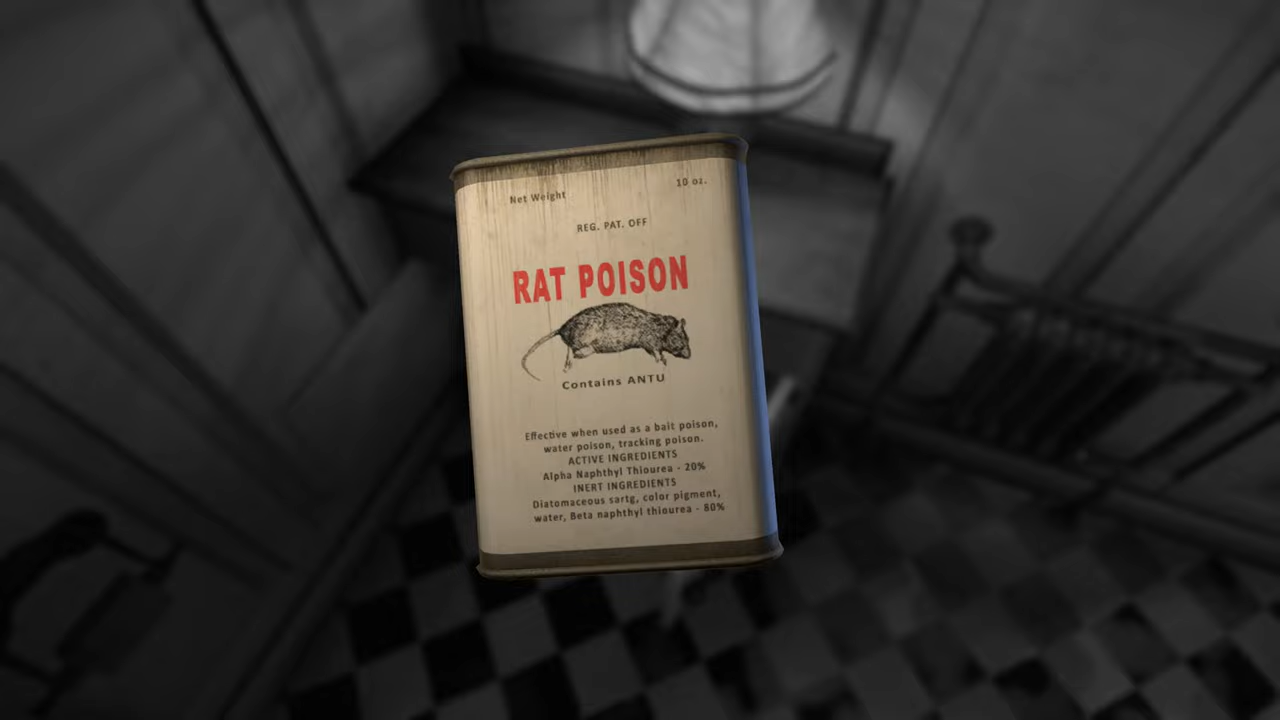 Net Weight 10 oz.
REG. PAT. OFF
RAT POISON
Contains ANTU
Effective when used as a bait poison,
water poison, tracking poison.
ACTIVE INGREDIENTS
Alpha Naphthyl Thiourea - 20%
INERT INGREDIENTS
Diatomaceous sartg, color pigment,
water, Beta naphthyl thiourea - 80%